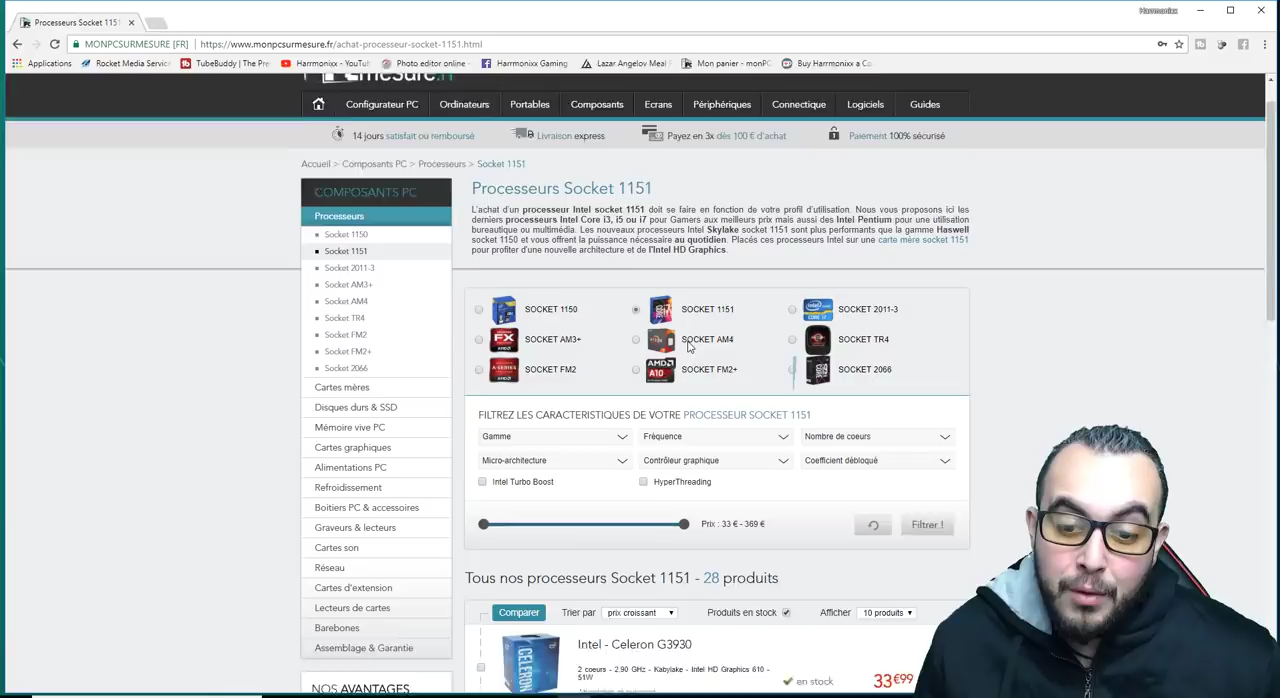 Harrmonixx
Processeurs Socket 1151
MONPCSURMESURE [FR]
https://www.monpcsurmesure.fr/achat-processeur-socket-1151.html
Applications
Rocket Media Service
TubeBuddy | The Pre
Harrmonixx - YouTu
Photo editor online -
Harrmonixx Gaming
Lazar Angelov Meal
Mon panier - monPC
Buy Harrmonixx a Co
Configurateur PC
Ordinateurs
Portables
Composants
Ecrans
Périphériques
Connectique
Logiciels
Guides
14 jours satisfait ou remboursé
Livraison express
Payez en 3x dès 100 € d'achat
Paiement 100% sécurisé
Accueil > Composants PC > Processeurs > Socket 1151
COMPOSANTS PC
Processeurs
Socket 1150
Socket 1151
Socket 2011-3
Socket AM3+
Socket AM4
Socket TR4
Socket FM2
Socket FM2+
Socket 2066
Cartes mères
Disques durs & SSD
Mémoire vive PC
Cartes graphiques
Alimentations PC
Refroidissement
Boitiers PC & accessoires
Graveurs & lecteurs
Carte son
Réseau
Cartes d'extension
Lecteurs de cartes
Barebones
Assemblage & Garantie
NOS AVANTAGES
Processeurs Socket 1151
L'achat d'un processeur Intel socket 1151 doit se faire en fonction de votre profil d'utilisation. Nous vous proposons ici les
derniers processeurs Intel Core i3, i5 ou i7 pour Gamers aux meilleurs prix mais aussi des Intel Pentium pour une utilisation
bureautique ou multimédia. Les nouveaux processeurs Intel Skylake socket 1151 sont plus performants que la gamme Haswell
socket 1150 et vous offrent la puissance nécessaire au quotidien. Placés ces processeurs Intel sur une carte mère socket 1151
pour profiter d'une nouvelle architecture et de l'Intel HD Graphics.
SOCKET 1150
SOCKET 1151
SOCKET 2011-3
FX
SOCKET AM3+
SOCKET AM4
SOCKET TR4
A-SERIES
SOCKET FM2
AMD
A10
SOCKET FM2+
SOCKET 2066
FILTREZ LES CARACTERISTIQUES DE VOTRE PROCESSEUR SOCKET 1151
Gamme
Fréquence
Nombre de coeurs
Micro-architecture
Contrôleur graphique
Coefficient débloqué
Intel Turbo Boost
HyperThreading
Prix : 33 € - 369 €
Filtrer !
Tous nos processeurs Socket 1151 - 28 produits
Comparer
Trier par
prix croissant
Produits en stock
Afficher
10 produits
CELERON
Intel - Celeron G3930
2 coeurs - 2,90 GHz - Kabylake - Intel HD Graphics 610 -
51W
en stock
33€99